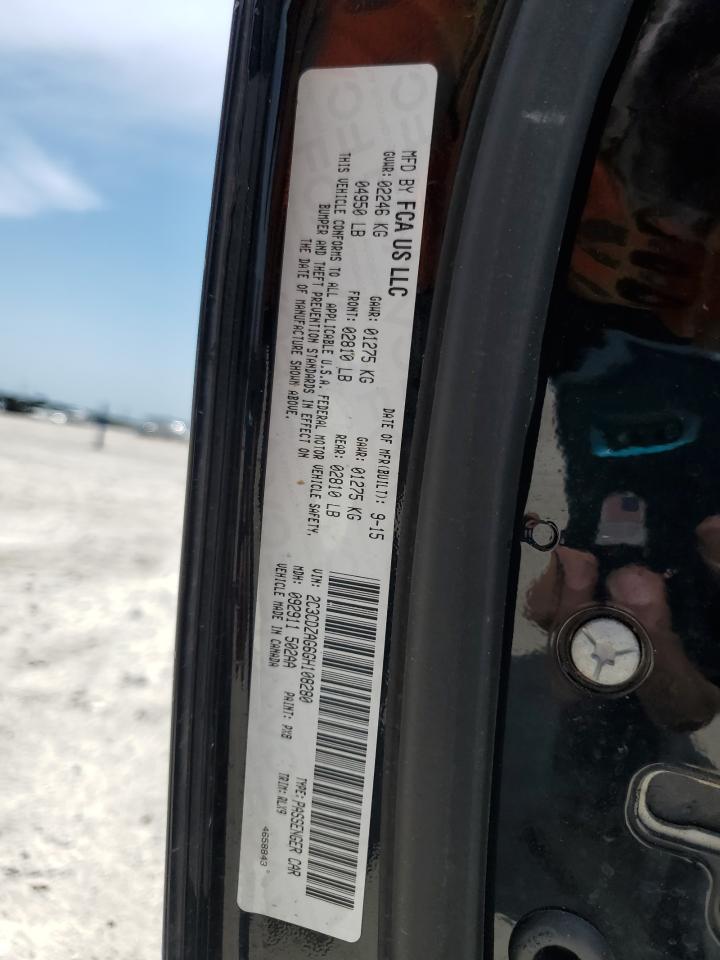 MFD BY FCA US LLC
DATE OF MFR(BUILT): 9-15
GVWR: 02246 KG
GAWR: 01275 KG
GAWR: 01275 KG
04950 LB
FRONT: 02810 LB
REAR: 02810 LB
THIS VEHICLE CONFORMS TO ALL APPLICABLE U.S.A. FEDERAL MOTOR VEHICLE SAFETY,
BUMPER AND THEFT PREVENTION STANDARDS IN EFFECT ON
THE DATE OF MANUFACTURE SHOWN ABOVE.
VIN: 2C3CDZAG6GH108280
TYPE: PASSENGER CAR
MDH: 092911 502AA
PAINT: PX8
TRIM: RLX9
VEHICLE MADE IN CANADA
4658843